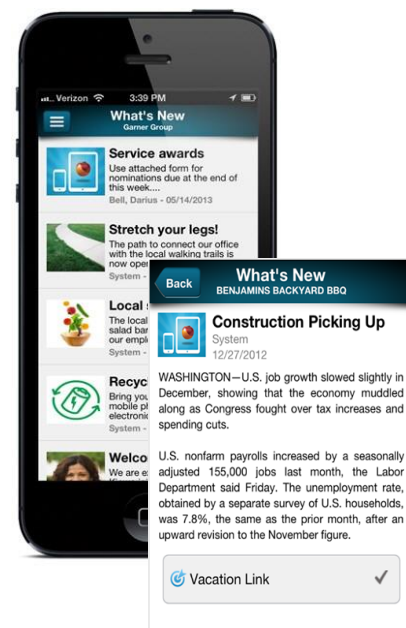 Verizon
3:39 PM
What's New
Garner Group
Service awards
Use attached form for
nominations due at the end of
this week....
Bell, Darius - 05/14/2013
Stretch your legs!
The path to connect our office
with the local walking trails is
now
System -
Local
The local
salad bar
our
System -
Bring you
mobile
System -
We are
Back
What's New
BENJAMINS BACKYARD BBQ
Construction Picking Up
System
12/27/2012
WASHINGTON—U.S. job growth slowed slightly in
December, showing that the economy muddled
along as Congress fought over tax increases and
spending cuts.
U.S. nonfarm payrolls increased by a seasonally
adjusted 155,000 jobs last month, the Labor
Department said Friday. The unemployment rate,
obtained by a separate survey of U.S. households,
was 7.8%, the same as the prior month, after an
upward revision to the November figure.
Vacation Link